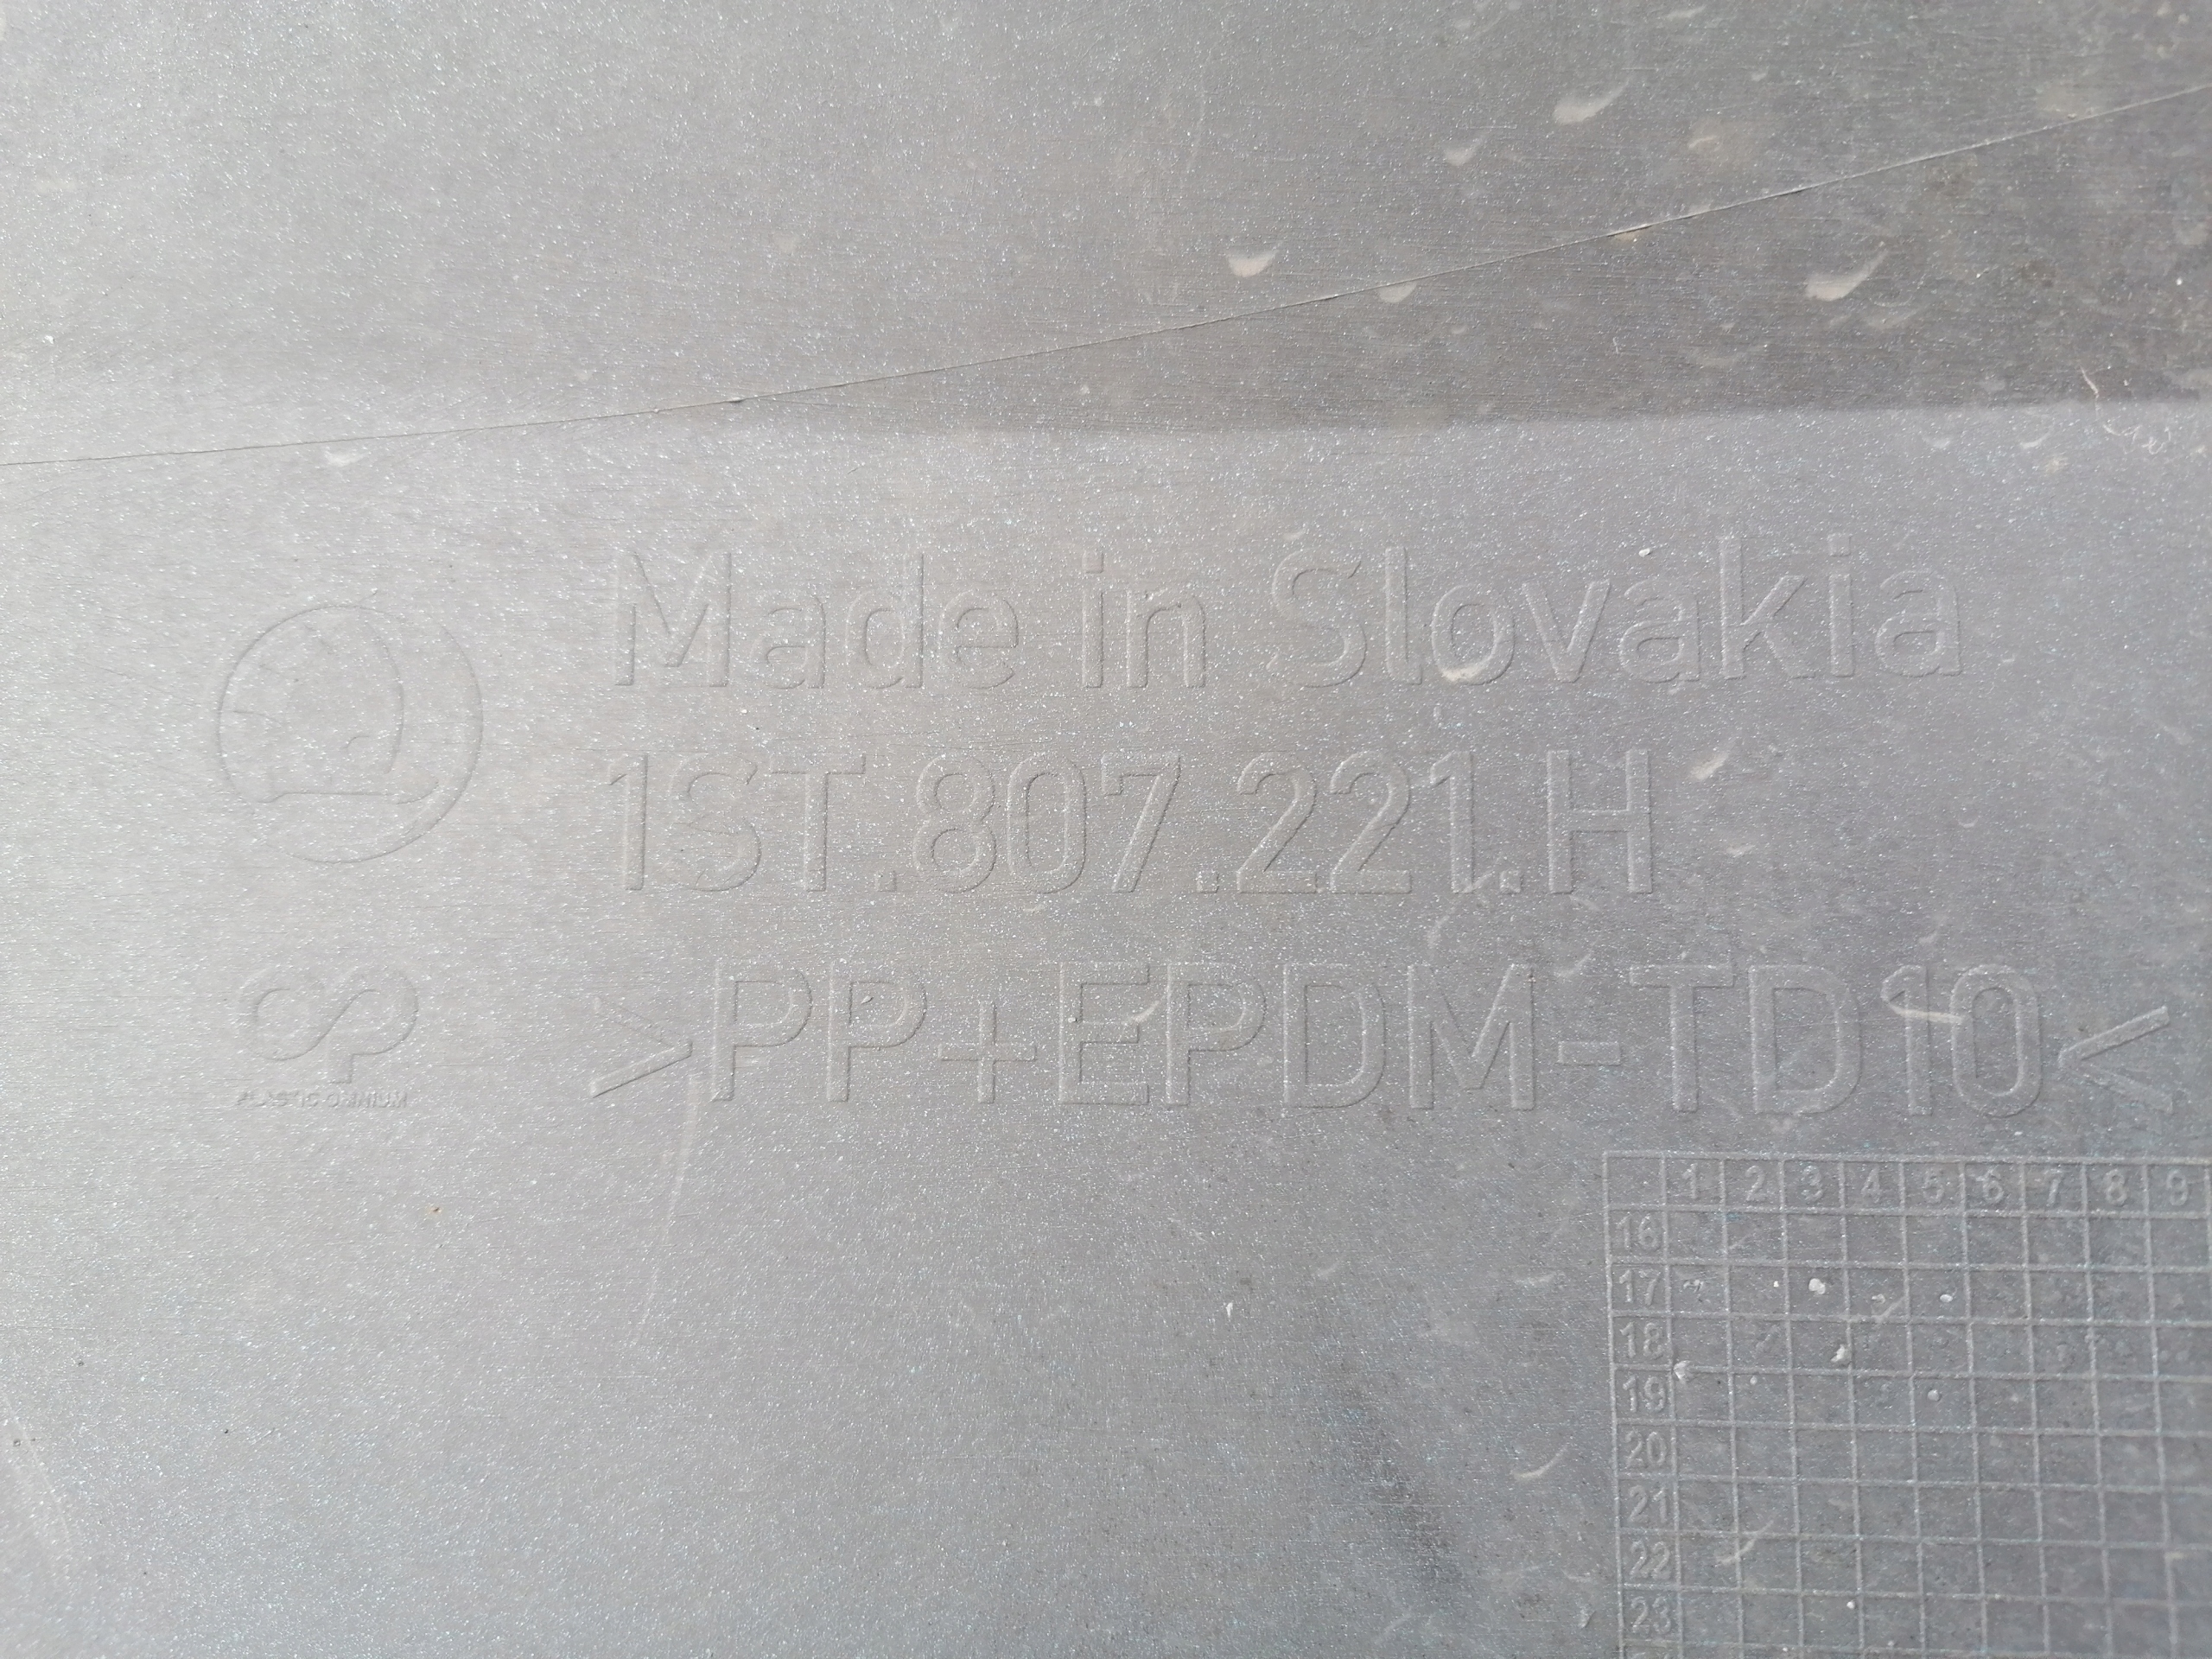 Made in Slovakia
1ST.807.221.H
>PP+EPDM-TD10<
PLASTIC OMNIUM
1 2 3 4 5 6 7 8 9
16
17
18
19
20
21
22
23